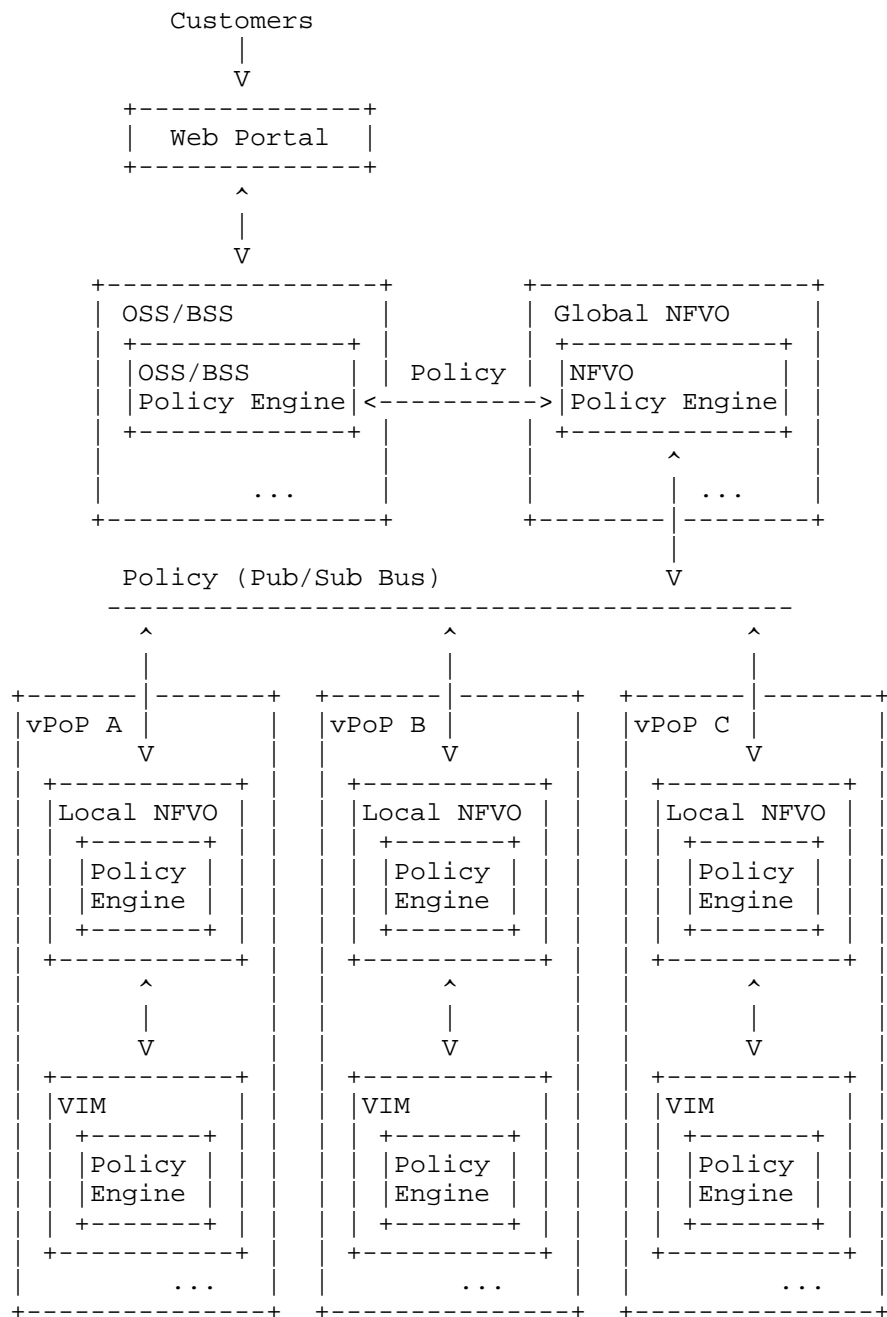 Customers
Web Portal
OSS/BSS Global NFVO
OSS/BSS Policy NFVO
Policy Engine Policy Engine
... ...
Policy (Pub/Sub Bus)
vPoP A vPoP B vPoP C
Local NFVO Local NFVO Local NFVO
Policy Policy Policy
Engine Engine Engine
VIM VIM VIM
Policy Policy Policy
Engine Engine Engine
... ... ...